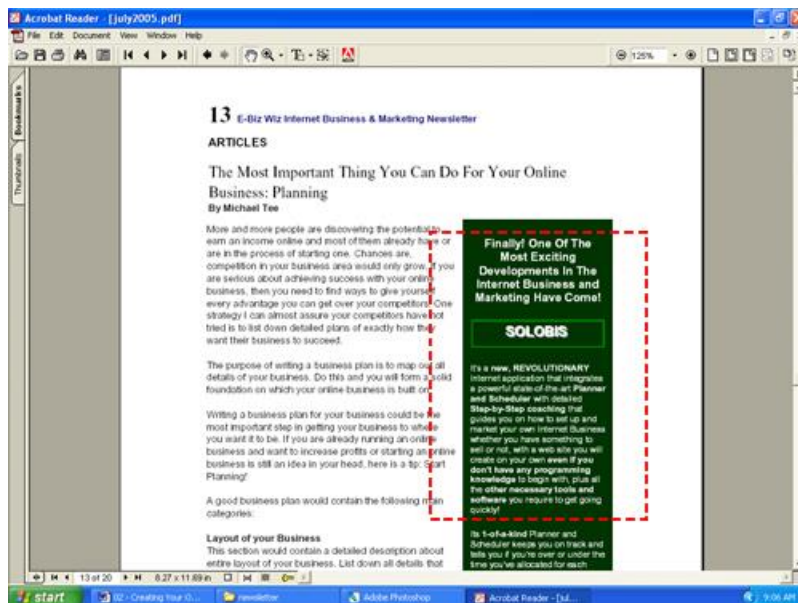 Acrobat Reader - [july2005.pdf]
File Edit Document View Window Help
125%
Bookmarks
Thumbnails
13 E-Biz Wiz Internet Business & Marketing Newsletter
ARTICLES
The Most Important Thing You Can Do For Your Online
Business: Planning
By Michael Tee
More and more people are discovering the potential to
earn an income online and most of them already have or
are in the process of starting one. Chances are,
competition in your business area would only grow. If you
are serious about achieving success with your online
business, then you need to find ways to give yourself
every advantage you can get over your competitors. One
strategy I can almost assure your competitors have not
tried is to list down detailed plans of exactly how they
want their business to succeed.
The purpose of writing a business plan is to map out all
details of your business. Do this and you will form a solid
foundation on which your online business is built on.
Writing a business plan for your business could be the
most important step in getting your business to where
you want it to be. If you are already running an online
business and want to increase profits or starting an online
business is still an idea in your head, here is a tip: Start
Planning!
A good business plan would contain the following main
categories:
Layout of your Business
This section would contain a detailed description about
entire layout of your business. List down all details that
Finally! One Of The
Most Exciting
Developments In The
Internet Business and
Marketing Have Come!
SOLOBIS
It's a new, REVOLUTIONARY
internet application that integrates
a powerful state-of-the-art Planner
and Scheduler with detailed
Step-by-Step coaching that
guides you on how to set up and
market your own Internet Business
whether you have something to
sell or not, with a web site you will
create on your own even if you
don't have any programming
knowledge to begin with, plus all
the other necessary tools and
software you require to get going
quickly!
Its 1-of-a-kind Planner and
Scheduler keeps you on track and
tells you if you're over or under the
time you've allocated for each
13 of 20 8.27 x 11.69 in
start 02 - Creating Your O... newsletter Adobe Photoshop Acrobat Reader - [jul... 9:06 AM